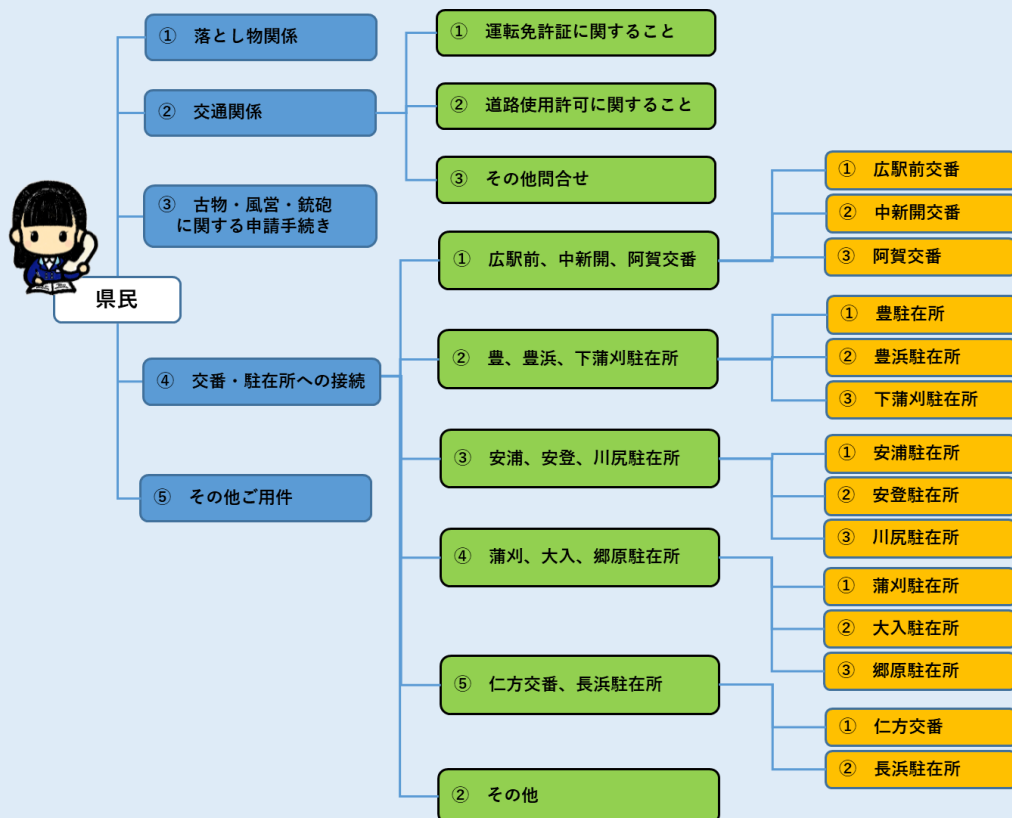 県民
① 落とし物関係
② 交通関係
③ 古物・風営・銃砲
に関する申請手続き
④ 交番・駐在所への接続
⑤ その他ご用件
① 運転免許証に関すること
② 道路使用許可に関すること
③ その他問合せ
① 広駅前、中新開、阿賀交番
② 豊、豊浜、下蒲刈駐在所
③ 安浦、安登、川尻駐在所
④ 蒲刈、大入、郷原駐在所
⑤ 仁方交番、長浜駐在所
② その他
① 広駅前交番
② 中新開交番
③ 阿賀交番
① 豊駐在所
② 豊浜駐在所
③ 下蒲刈駐在所
① 安浦駐在所
② 安登駐在所
③ 川尻駐在所
① 蒲刈駐在所
② 大入駐在所
③ 郷原駐在所
① 仁方交番
② 長浜駐在所